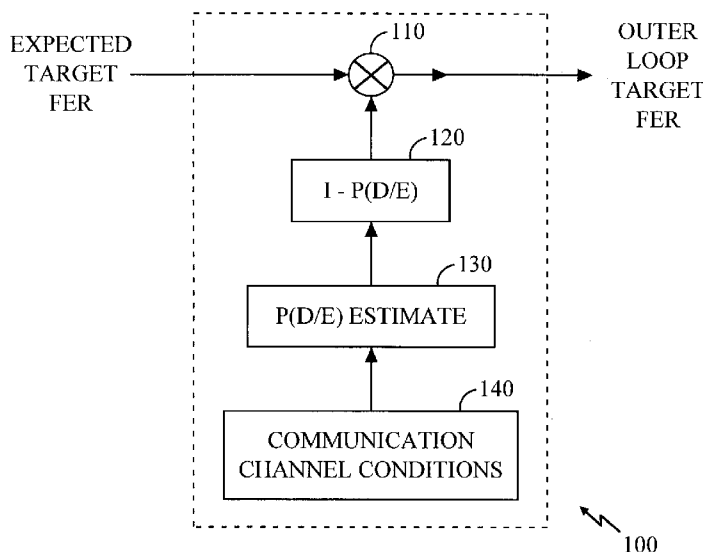 EXPECTED
TARGET
FER
110
OUTER
LOOP
TARGET
FER
120
I - P(D/E)
130
P(D/E) ESTIMATE
140
COMMUNICATION
CHANNEL CONDITIONS
100